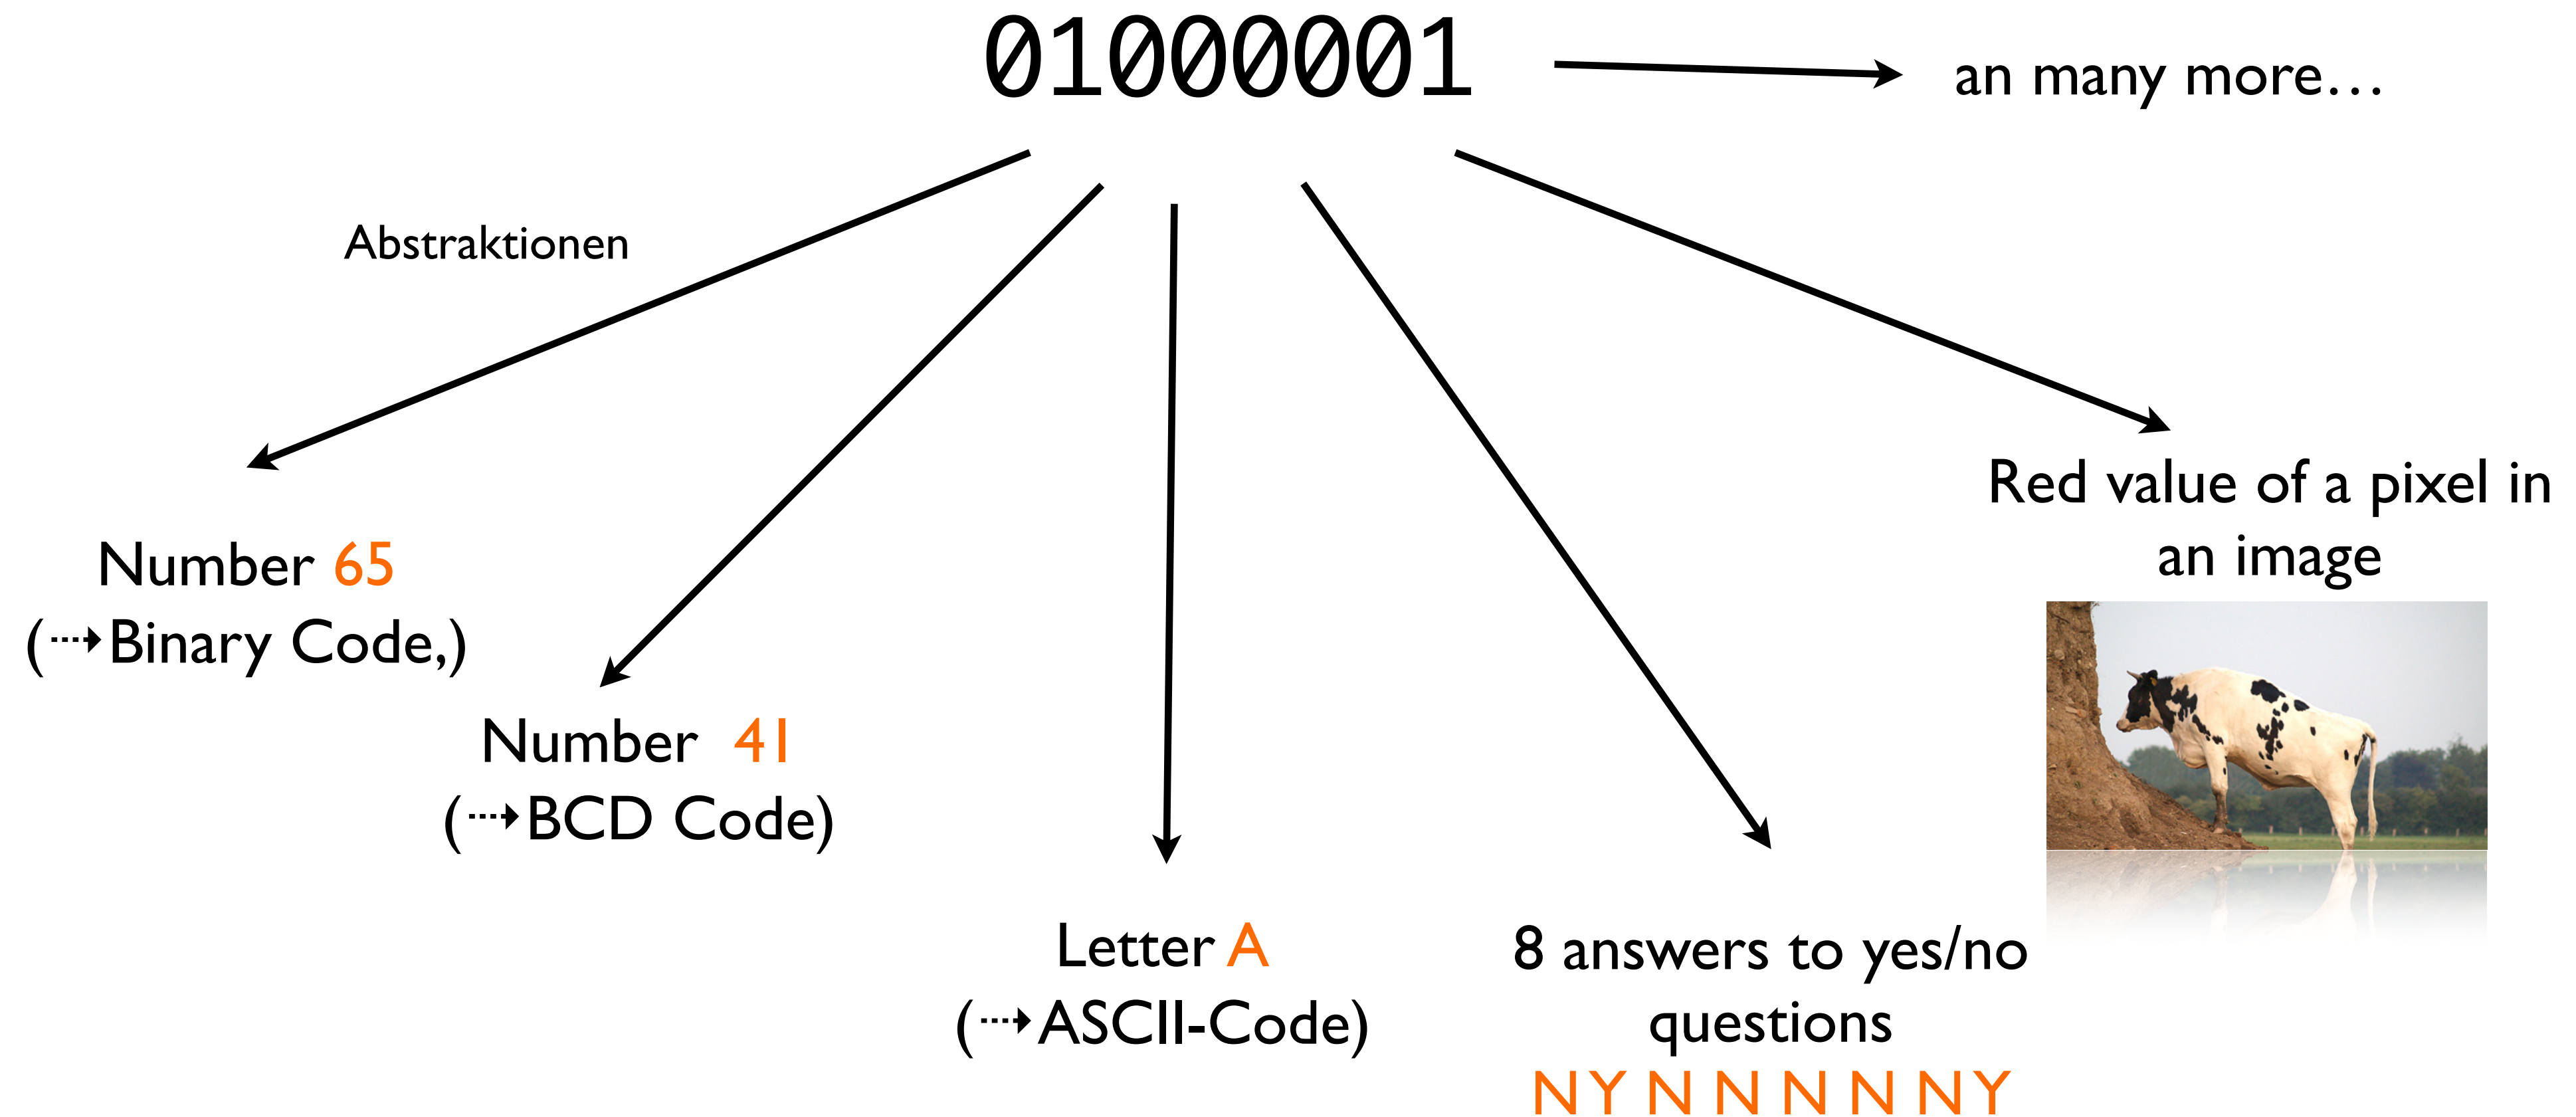 01000001
an many more…
Abstraktionen
Number 65
(⇢Binary Code,)
Number 41
(⇢BCD Code)
Letter A
(⇢ASCII-Code)
8 answers to yes/no
questions
N Y N N N N N Y
Red value of a pixel in
an image